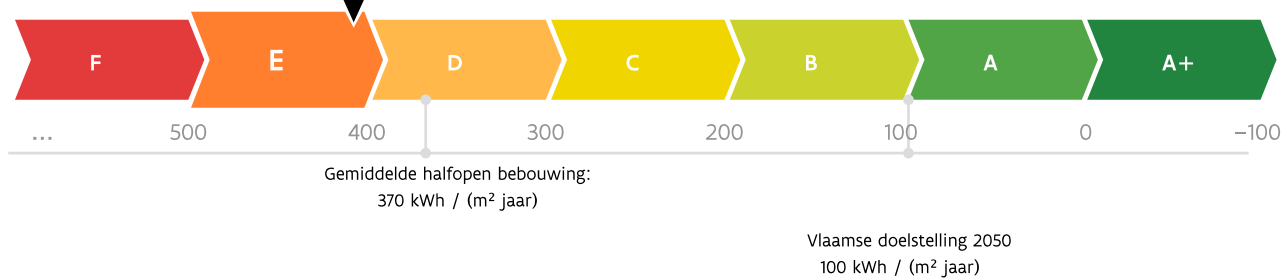 F E D C B A A+
... 500 400 300 200 100 0 −100
Gemiddelde halfopen bebouwing:
370 kWh / (m² jaar)
Vlaamse doelstelling 2050
100 kWh / (m² jaar)